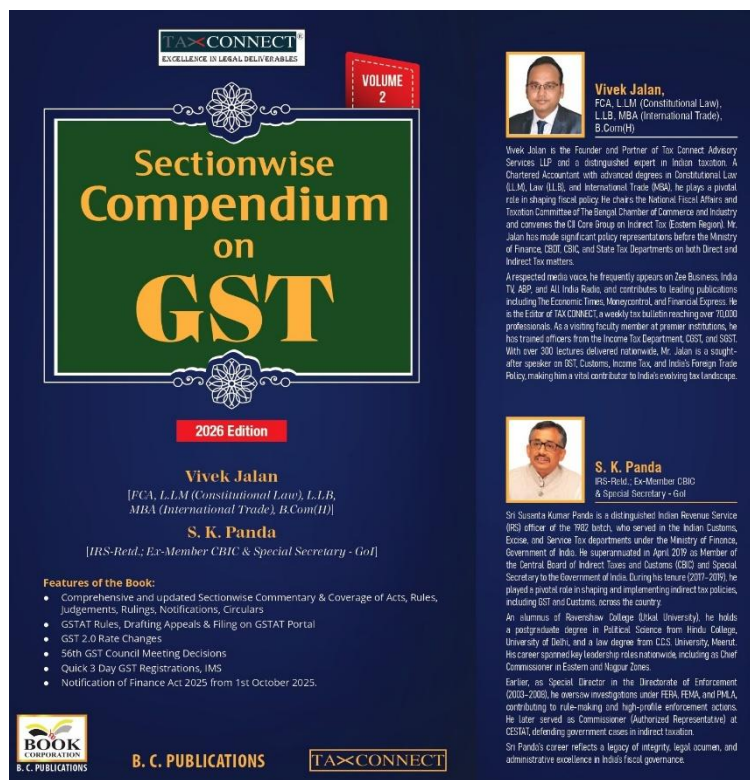 TAXCONNECT®
EXCELLENCE IN LEGAL DELIVERABLES
VOLUME
2
Sectionwise
Compendium
on
GST
2026 Edition
Vivek Jalan
[FCA, L.LM (Constitutional Law), L.LB,
MBA (International Trade), B.Com(H)]
S. K. Panda
[IRS-Retd.; Ex-Member CBIC & Special Secretary - GoI]
Features of the Book:
• Comprehensive and updated Sectionwise Commentary & Coverage of Acts, Rules,
Judgements, Rulings, Notifications, Circulars
• GSTAT Rules, Drafting Appeals & Filing on GSTAT Portal
• GST 2.0 Rate Changes
• 56th GST Council Meeting Decisions
• Quick 3 Day GST Registrations, IMS
• Notification of Finance Act 2025 from 1st October 2025.
BOOK
CORPORATION
B. C. PUBLICATIONS
B. C. PUBLICATIONS
TAXCONNECT
Vivek Jalan,
FCA, L.LM (Constitutional Law),
L.LB, MBA (International Trade),
B.Com(H)
Vivek Jalan is the Founder and Partner of Tax Connect Advisory
Services LLP and a distinguished expert in Indian taxation. A
Chartered Accountant with advanced degrees in Constitutional Law
(LL.M), Law (LL.B), and International Trade (MBA), he plays a pivotal
role in shaping fiscal policy. He chairs the National Fiscal Affairs and
Taxation Committee of The Bengal Chamber of Commerce and Industry
and convenes the CII Core Group on Indirect Tax (Eastern Region). Mr.
Jalan has made significant policy representations before the Ministry
of Finance, CBDT, CBIC, and State Tax Departments on both Direct and
Indirect Tax matters.
A respected media voice, he frequently appears on Zee Business, India
TV, ABP, and All India Radio, and contributes to leading publications
including The Economic Times, Moneycontrol, and Financial Express. He
is the Editor of TAX CONNECT, a weekly tax bulletin reaching over 70,000
professionals. As a visiting faculty member at premier institutions, he
has trained officers from the Income Tax Department, CGST, and SGST.
With over 300 lectures delivered nationwide, Mr. Jalan is a sought-
after speaker on GST, Customs, Income Tax, and India's Foreign Trade
Policy, making him a vital contributor to India's evolving tax landscape.
S. K. Panda
IRS-Retd.; Ex-Member CBIC
& Special Secretary - GoI
Sri Susanta Kumar Panda is a distinguished Indian Revenue Service
(IRS) officer of the 1982 batch, who served in the Indian Customs,
Excise, and Service Tax departments under the Ministry of Finance,
Government of India. He superannuated in April 2019 as Member of
the Central Board of Indirect Taxes and Customs (CBIC) and Special
Secretary to the Government of India. During his tenure (2017-2019), he
played a pivotal role in shaping and implementing indirect tax policies,
including GST and Customs, across the country.
An alumnus of Ravenshaw College (Utkal University), he holds
a postgraduate degree in Political Science from Hindu College,
University of Delhi, and a law degree from C.C.S. University, Meerut.
His career spanned key leadership roles nationwide, including as Chief
Commissioner in Eastern and Nagpur Zones.
Earlier, as Special Director in the Directorate of Enforcement
(2003-2008), he oversaw investigations under FERA, FEMA, and PMLA,
contributing to rule-making and high-profile enforcement actions.
He later served as Commissioner (Authorized Representative) at
CESTAT, defending government cases in indirect taxation.
Sri Panda's career reflects a legacy of integrity, legal acumen, and
administrative excellence in India's fiscal governance.